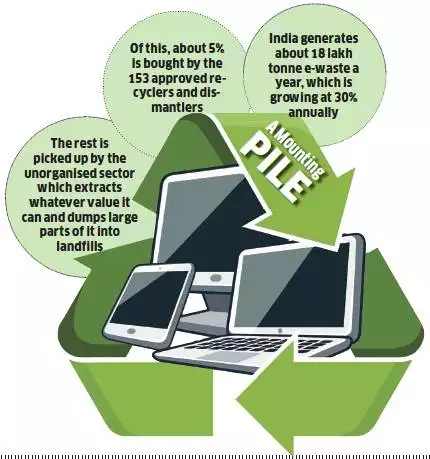 India generates
about 18 lakh
tonne e-waste a
year, which is
growing at 30%
annually
Of this, about 5%
is bought by the
153 approved re-
cyclers and dis-
mantlers
The rest is
picked up by the
unorganised sector
which extracts
whatever value it
can and dumps large
parts of it into
landfills
A Mounting
PILE